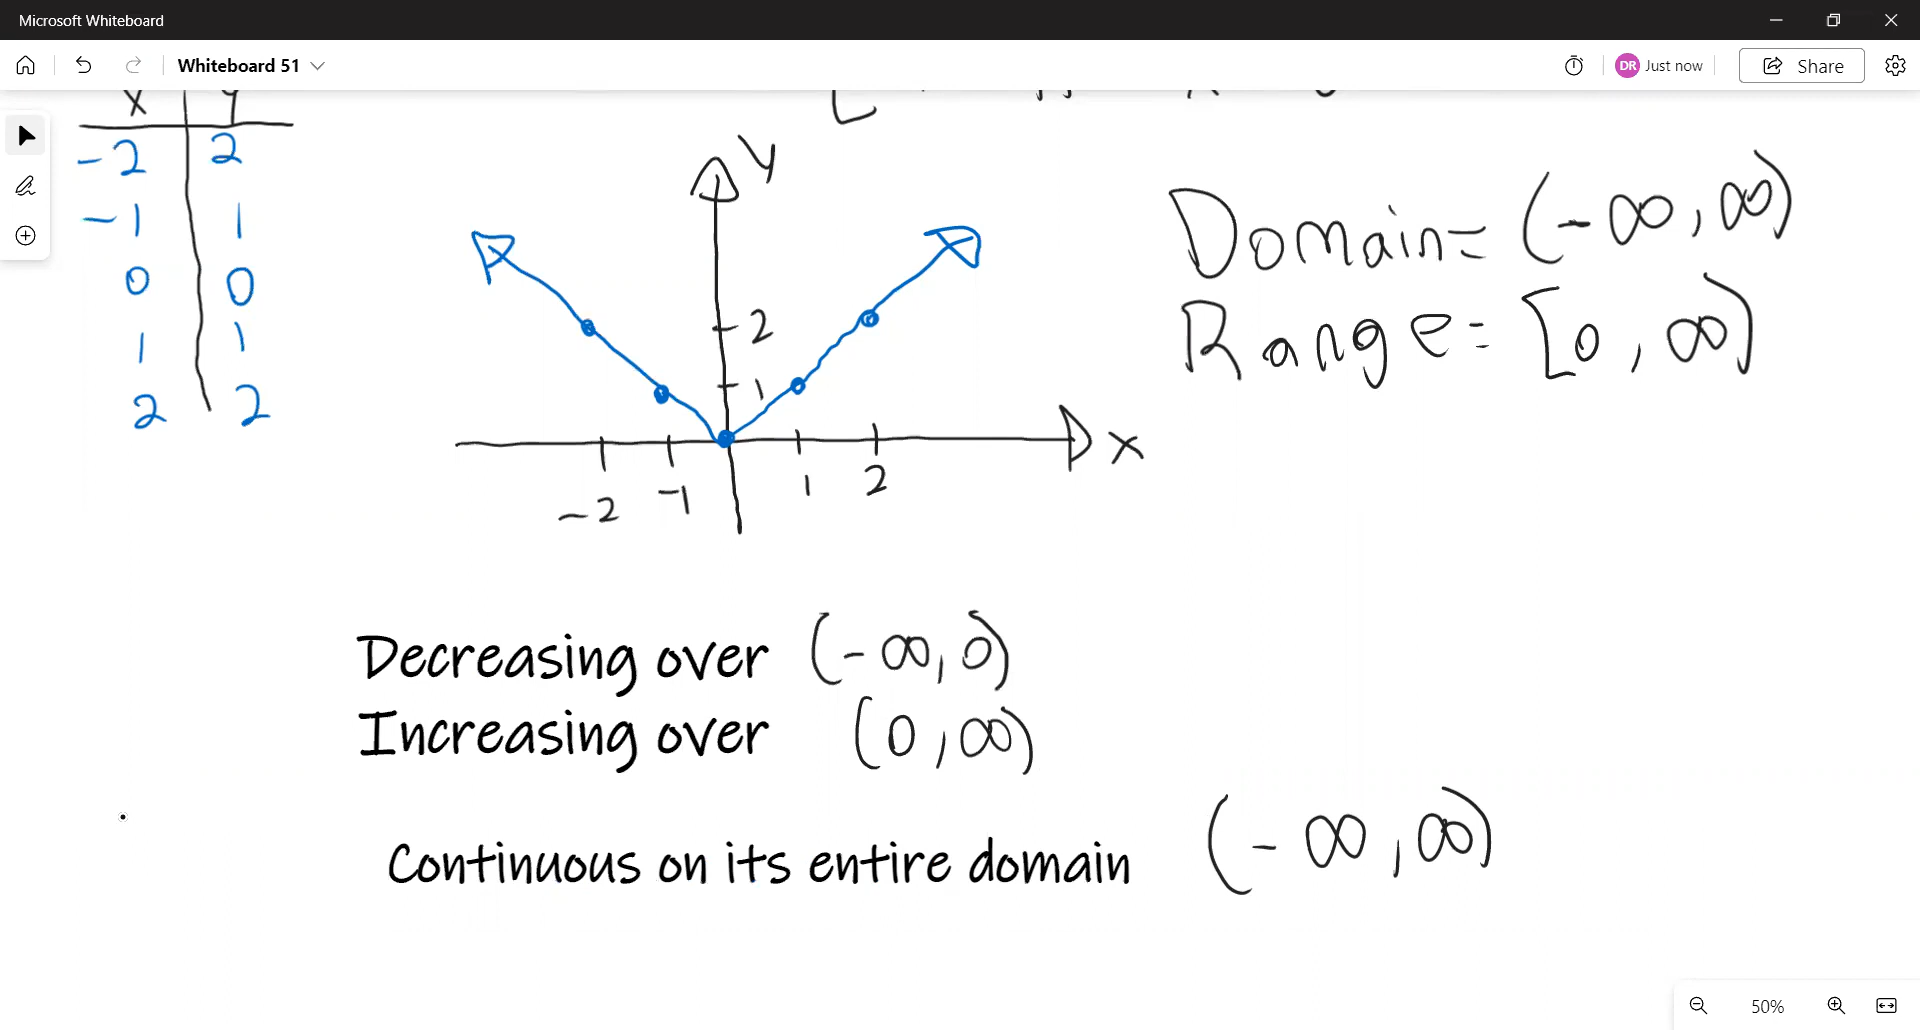 Microsoft Whiteboard
Whiteboard 51
DR Just now
Share
x y
-2 2
-1 1
0 0
1 1
2 2
y
2
1
-2 -1 1 2
x
Domain= (-∞,∞)
Range= [0,∞)
Decreasing over (-∞,0)
Increasing over (0,∞)
Continuous on its entire domain (-∞,∞)
50%